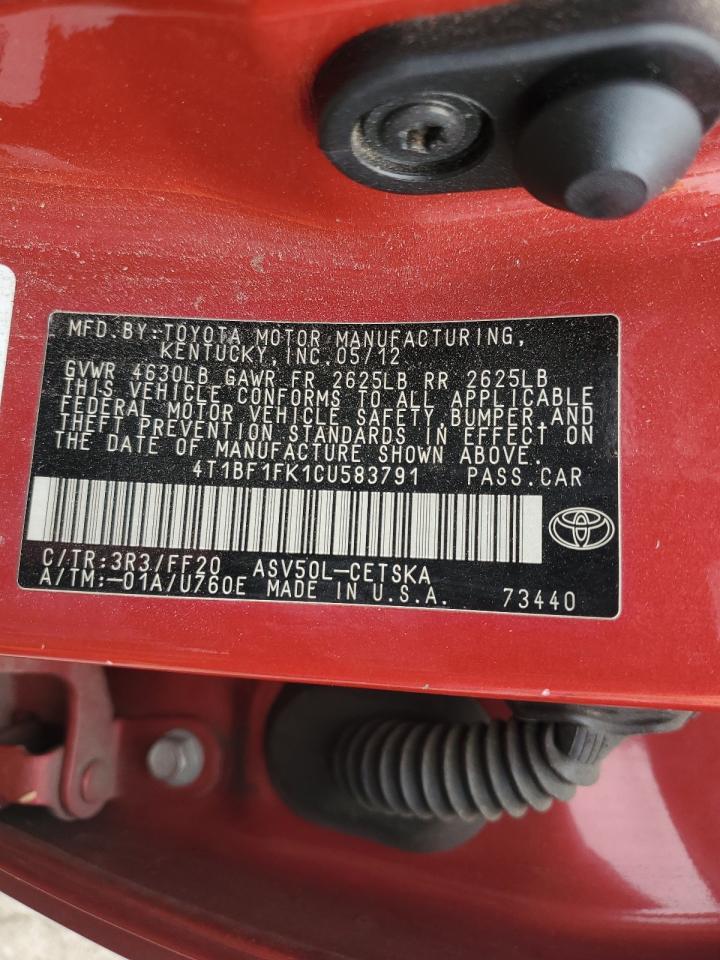 MFD.BY:-TOYOTA MOTOR MANUFACTURING,
KENTUCKY,INC.05/12
GVWR 4630LB GAWR FR 2625LB RR 2625LB
THIS VEHICLE CONFORMS TO ALL APPLICABLE
FEDERAL MOTOR VEHICLE SAFETY,BUMPER,AND
THEFT PREVENTION STANDARDS IN EFFECT ON
THE DATE OF MANUFACTURE SHOWN ABOVE.
4T1BF1FK1CU583791 PASS.CAR
C/TR:3R3/FF20 ASV50L-CETSKA
A/TM:-01A/U760E MADE IN U.S.A. 73440